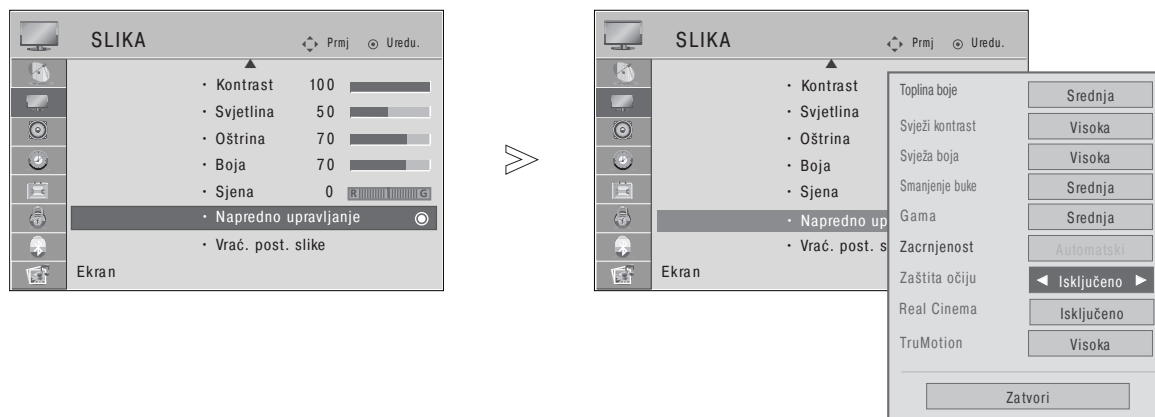 SLIKA Prmj Uredu.
• Kontrast 100
• Svjetlina 50
• Oštrina 70
• Boja 70
• Sjena 0 R G
• Napredno upravljanje
• Vrać. post. slike
Ekran
SLIKA Prmj Uredu.
• Kontrast
• Svjetlina
• Oštrina
• Boja
• Sjena
• Napredno up
• Vrać. post. s
Ekran
Toplina boje Srednja
Svježi kontrast Visoka
Svježa boja Visoka
Smanjenje buke Srednja
Gama Srednja
Zacrnjenost Automatski
Zaštita očiju Isključeno
Real Cinema Isključeno
TruMotion Visoka
Zatvori